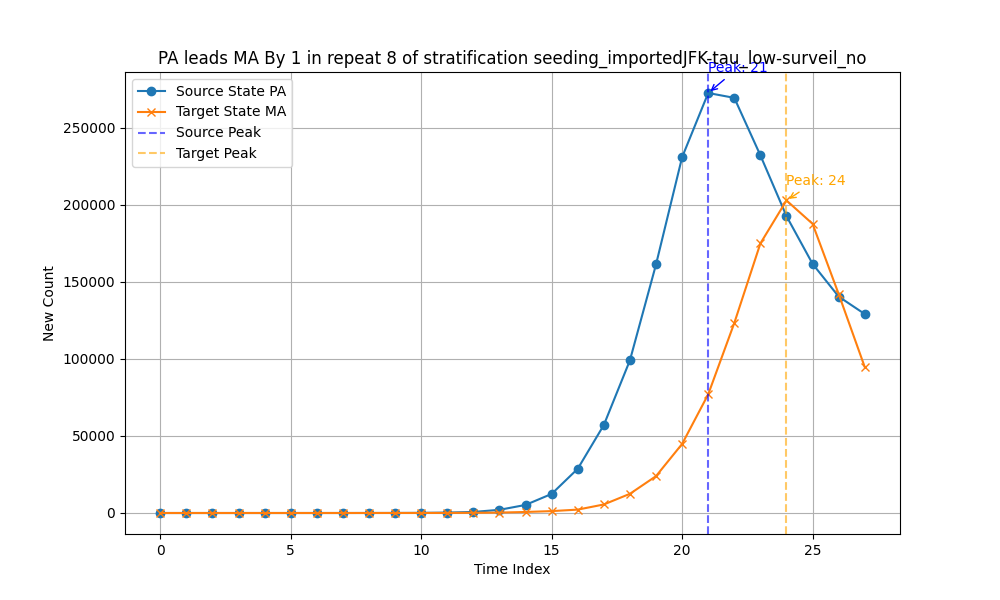 PA leads MA By 1 in repeat 8 of stratification seeding_importedJFK-tau_low-surveil_no
Peak: 21
Source State PA
Target State MA
Source Peak
Target Peak
Peak: 24
250000
200000
150000
100000
50000
0
New Count
0 5 10 15 20 25
Time Index